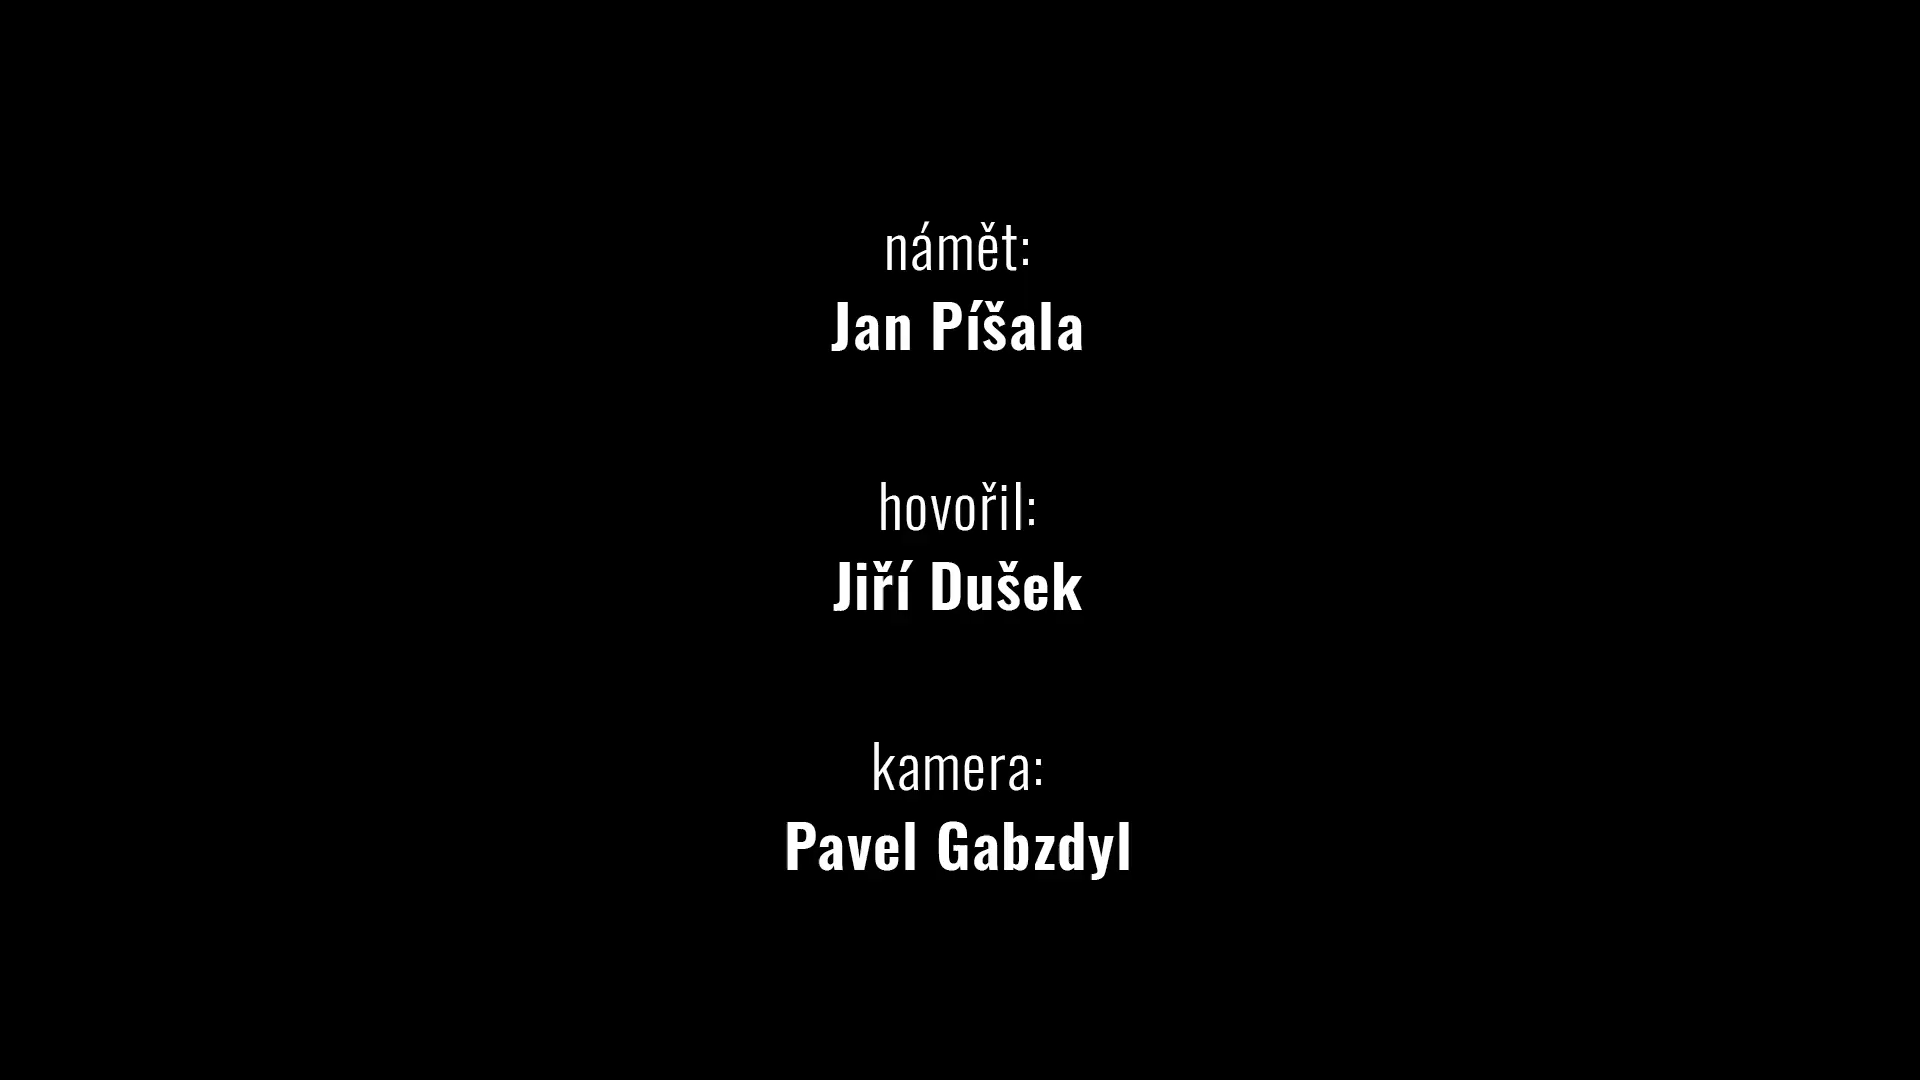 námět:
Jan Píšala
hovořil:
Jiří Dušek
kamera:
Pavel Gabzdyl